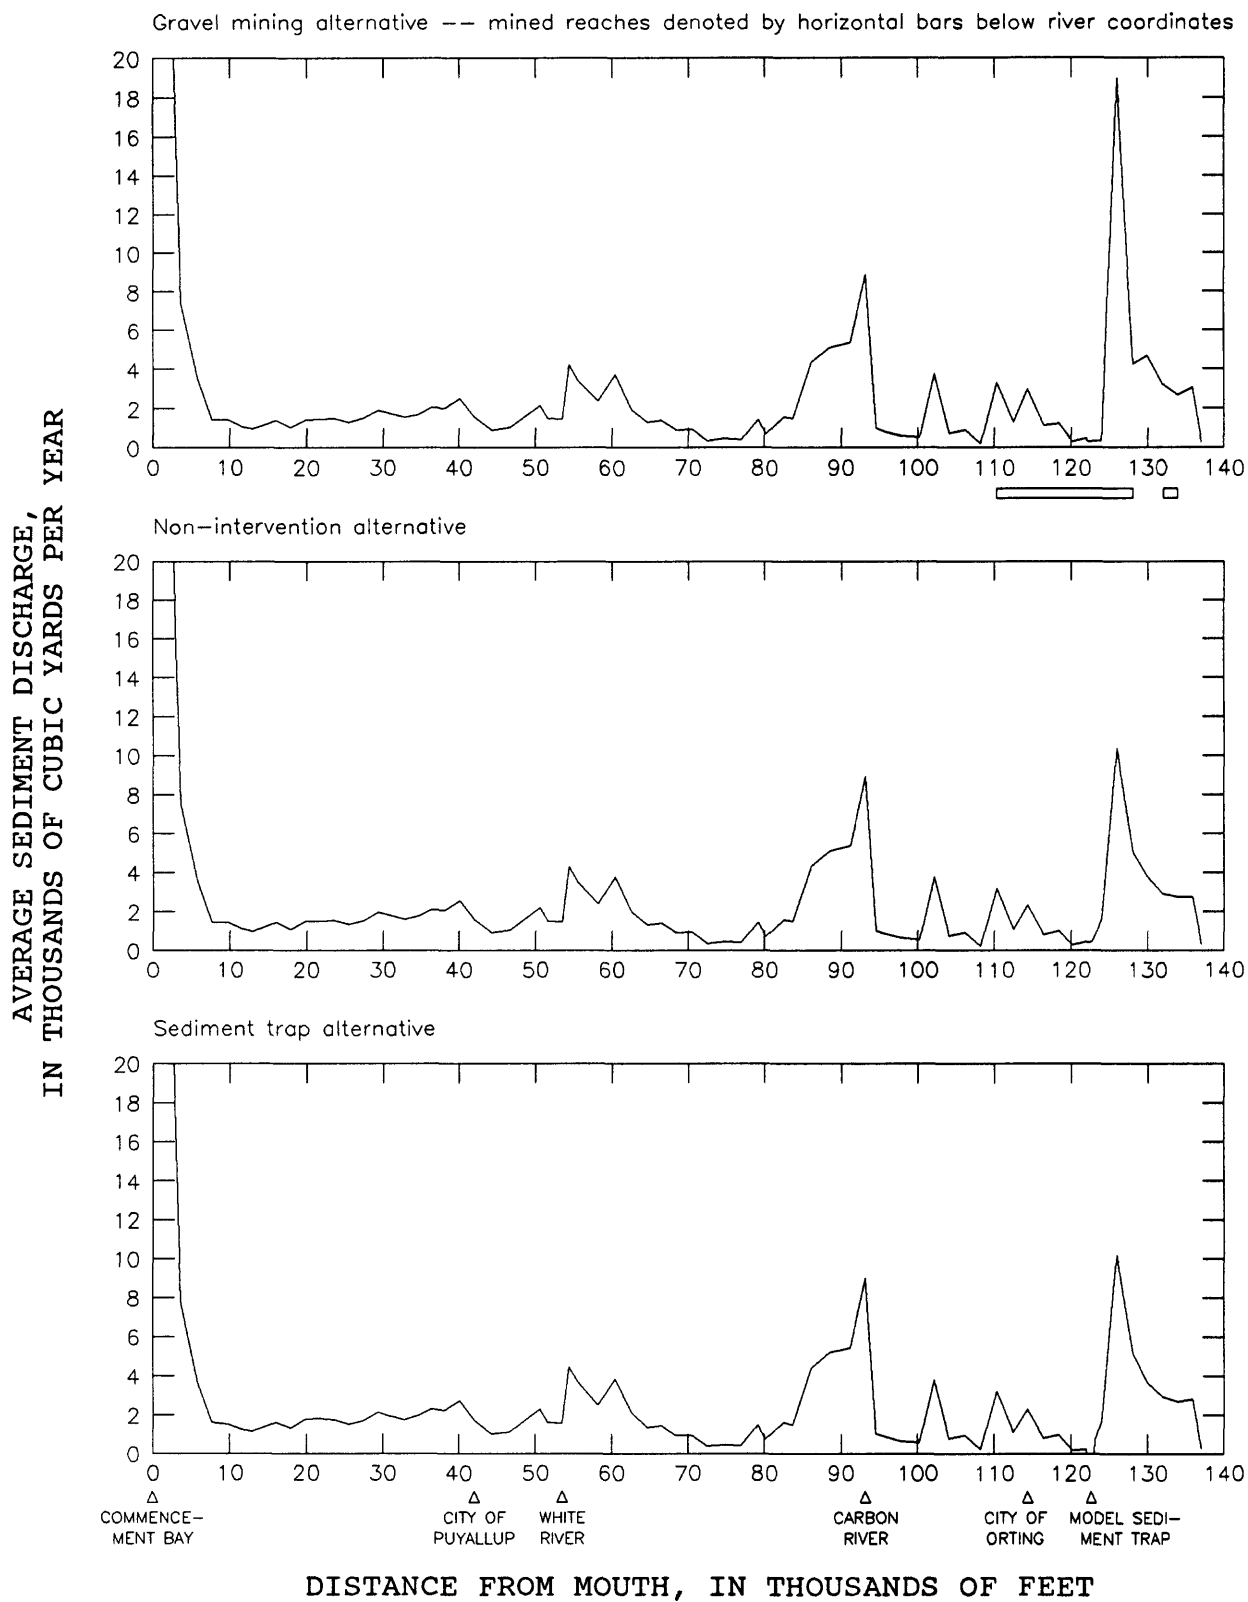 Gravel mining alternative –– mined reaches denoted by horizontal bars below river coordinates
20
18
16
14
12
10
8
6
4
2
0
0 10 20 30 40 50 60 70 80 90 100 110 120 130 140
Non–intervention alternative
20
18
16
14
12
10
8
6
4
2
0
0 10 20 30 40 50 60 70 80 90 100 110 120 130 140
Sediment trap alternative
20
18
16
14
12
10
8
6
4
2
0
0 10 20 30 40 50 60 70 80 90 100 110 120 130 140
COMMENCE–
MENT BAY
CITY OF
PUYALLUP
WHITE
RIVER
CARBON
RIVER
CITY OF
ORTING
MODEL SEDI–
MENT TRAP
DISTANCE FROM MOUTH, IN THOUSANDS OF FEET
AVERAGE SEDIMENT DISCHARGE,
IN THOUSANDS OF CUBIC YARDS PER YEAR